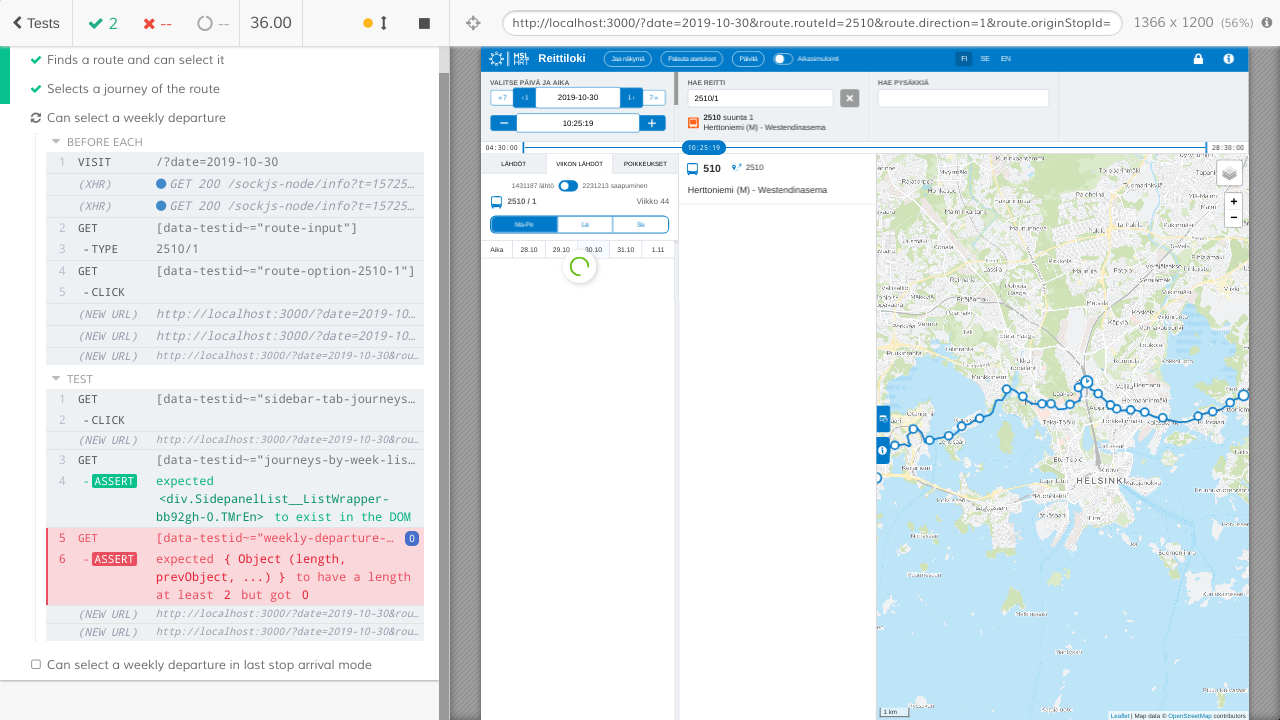 Tests
2
--
--
36.00
http://localhost:3000/?date=2019-10-30&route.routeId=2510&route.direction=1&route.originStopId=
1366 x 1200 (56%)
Find a route and can select it
Selects a journey of the route
Can select a weekly departure
BEFORE EACH
1 VISIT /?date=2019-10-30
(XHR) GET 200 /sockjs-node/info?t=15725...
(XHR) GET 200 /sockjs-node/info?t=15725...
2 GET [data-testid~="route-input"]
3 -TYPE 2510/1
4 GET [data-testid~="route-option-2510-1"]
5 -CLICK
(NEW URL) http://localhost:3000/?date=2019-10...
(NEW URL) http://localhost:3000/?date=2019-10...
(NEW URL) http://localhost:3000/?date=2019-10-30&rou...
TEST
1 GET [data-testid~="sidebar-tab-journeys...
2 -CLICK
(NEW URL) http://localhost:3000/?date=2019-10-30&rou...
3 GET [data-testid~="journeys-by-week-lis...
4 -ASSERT expected
<div.SidepanelList__ListWrapper-
bb92gh-0.TMrEn> to exist in the DOM
5 GET [data-testid~="weekly-departure-... 0
6 -ASSERT expected { Object (length,
prevObject, ...) } to have a length
at least 2 but got 0
(NEW URL) http://localhost:3000/?date=2019-10-30&rou...
(NEW URL) http://localhost:3000/?date=2019-10-30&rou...
Can select a weekly departure in last stop arrival mode
HSL HRT
Reittiloki
Jaa näkymä
Palauta asetukset
Päivitä
Aikasimulointi
FI SE EN
VALITSE PÄIVÄ JA AIKA
« 7 ‹ 1 2019-10-30 1 › 7 »
− 10:25:19 +
HAE REITTI
2510/1
2510 suunta 1
Herttoniemi (M) - Westendinasema
HAE PYSÄKKIÄ
04:30:00 10:25:19 28:30:00
LÄHDÖT VIIKON LÄHDÖT POIKKEUKSET
1431187 lähtö 2231213 saapuminen
2510 / 1 Viikko 44
Ma-Pe La Su
Aika 28.10 29.10 30.10 31.10 1.11
510 2510
Herttoniemi (M) - Westendinasema
+
−
HELSINKI
1 km
Leaflet | Map data © OpenStreetMap contributors